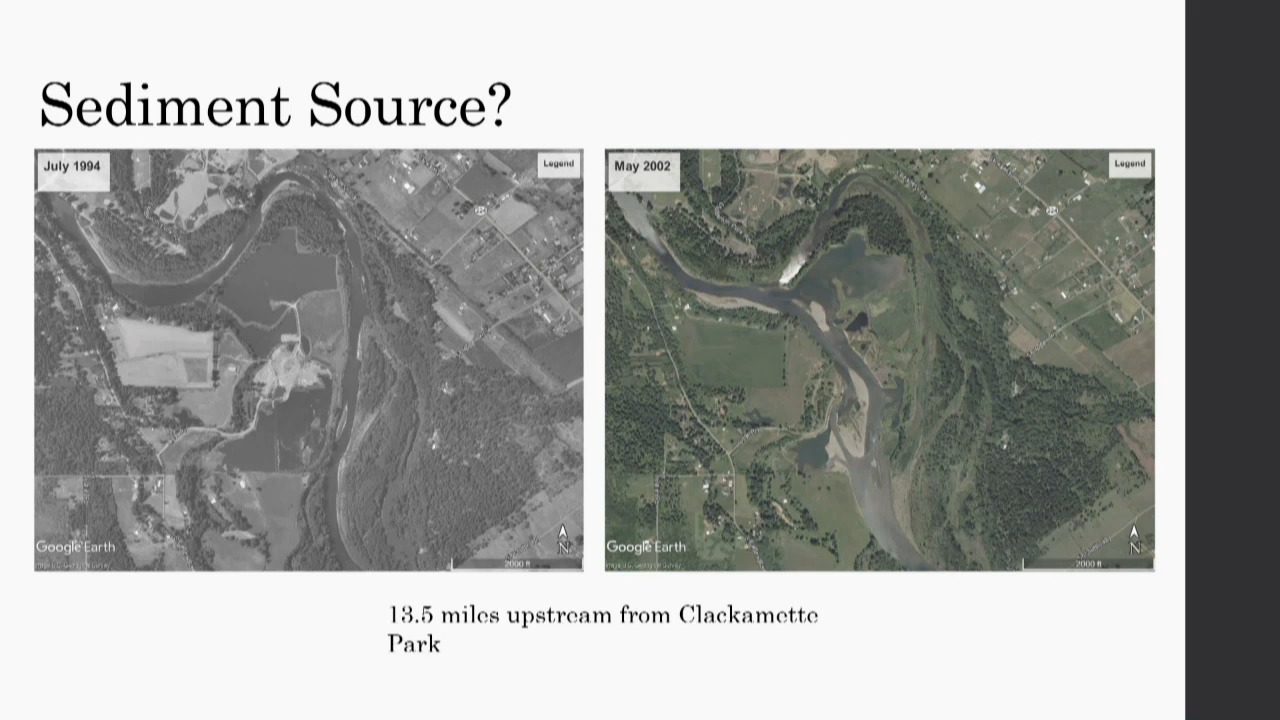 Sediment Source?
July 1994
Legend
May 2002
Legend
Google Earth
N
2000 ft
Google Earth
N
2000 ft
13.5 miles upstream from Clackamette
Park